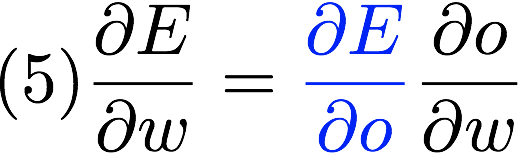 (5) ∂E/∂w = ∂E/∂o ∂o/∂w